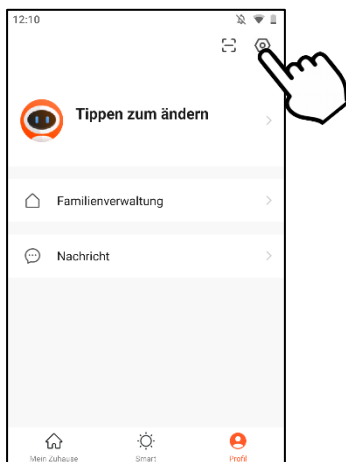 12:10
Tippen zum ändern
Familienverwaltung
Nachricht
Mein Zuhause
Smart
Profil